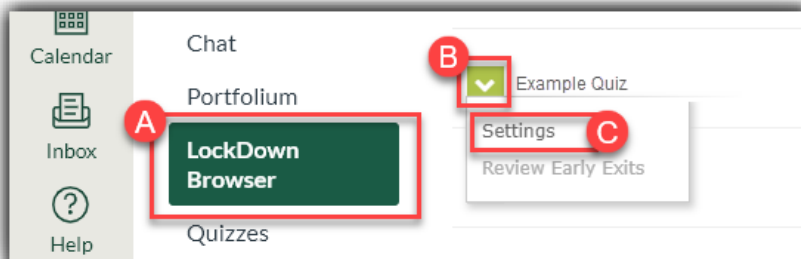 Calendar
Inbox
Help
Chat
Portfolium
A
LockDown
Browser
Quizzes
B
Example Quiz
Settings
C
Review Early Exits